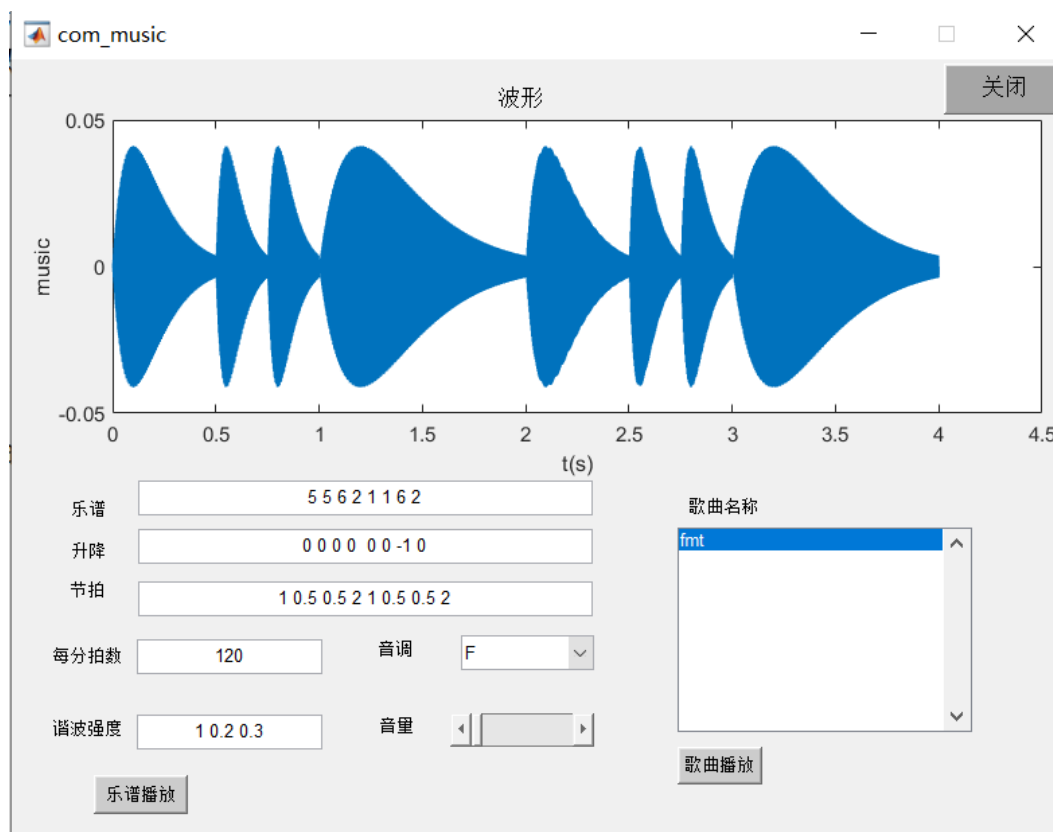 com_music
关闭
波形
0.05
0
-0.05
music
0 0.5 1 1.5 2 2.5 3 3.5 4 4.5
t(s)
乐谱 5 5 6 2 1 1 6 2
升降 0 0 0 0 0 0 -1 0
节拍 1 0.5 0.5 2 1 0.5 0.5 2
每分拍数 120 音调 F
谐波强度 1 0.2 0.3 音量
乐谱播放
歌曲名称
fmt
歌曲播放